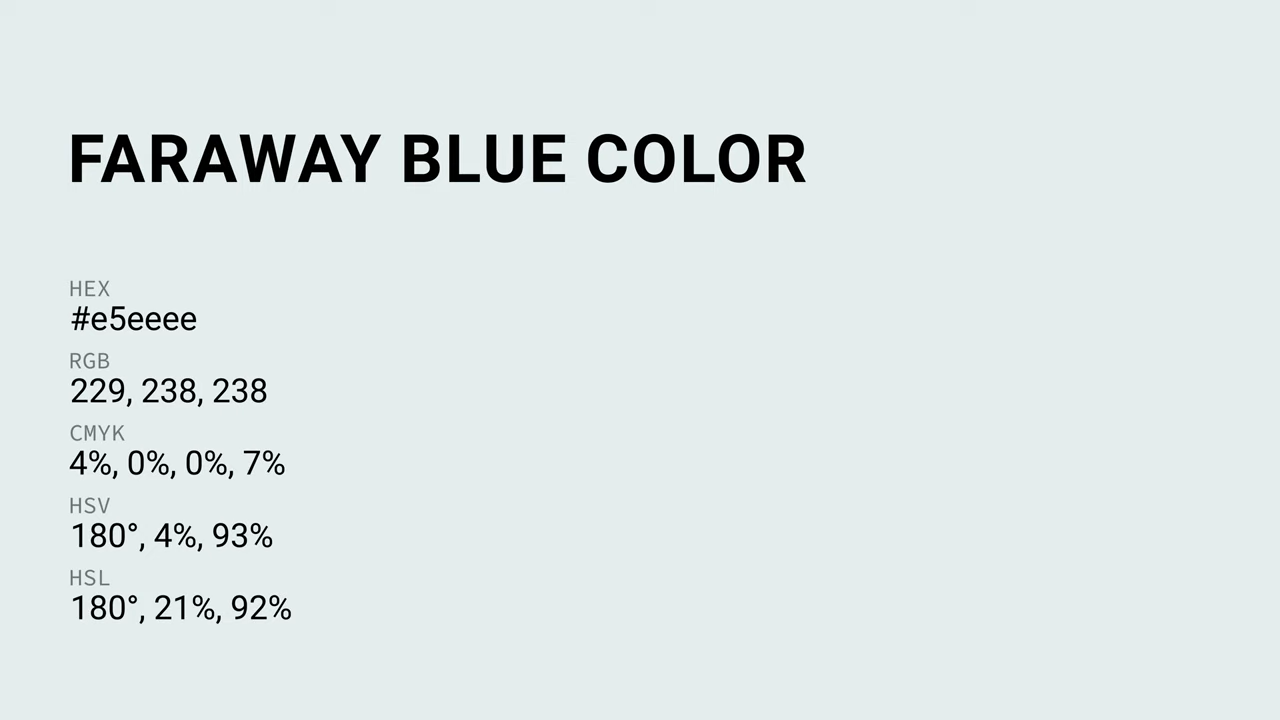 FARAWAY BLUE COLOR
HEX
#e5eeee
RGB
229, 238, 238
CMYK
4%, 0%, 0%, 7%
HSV
180°, 4%, 93%
HSL
180°, 21%, 92%